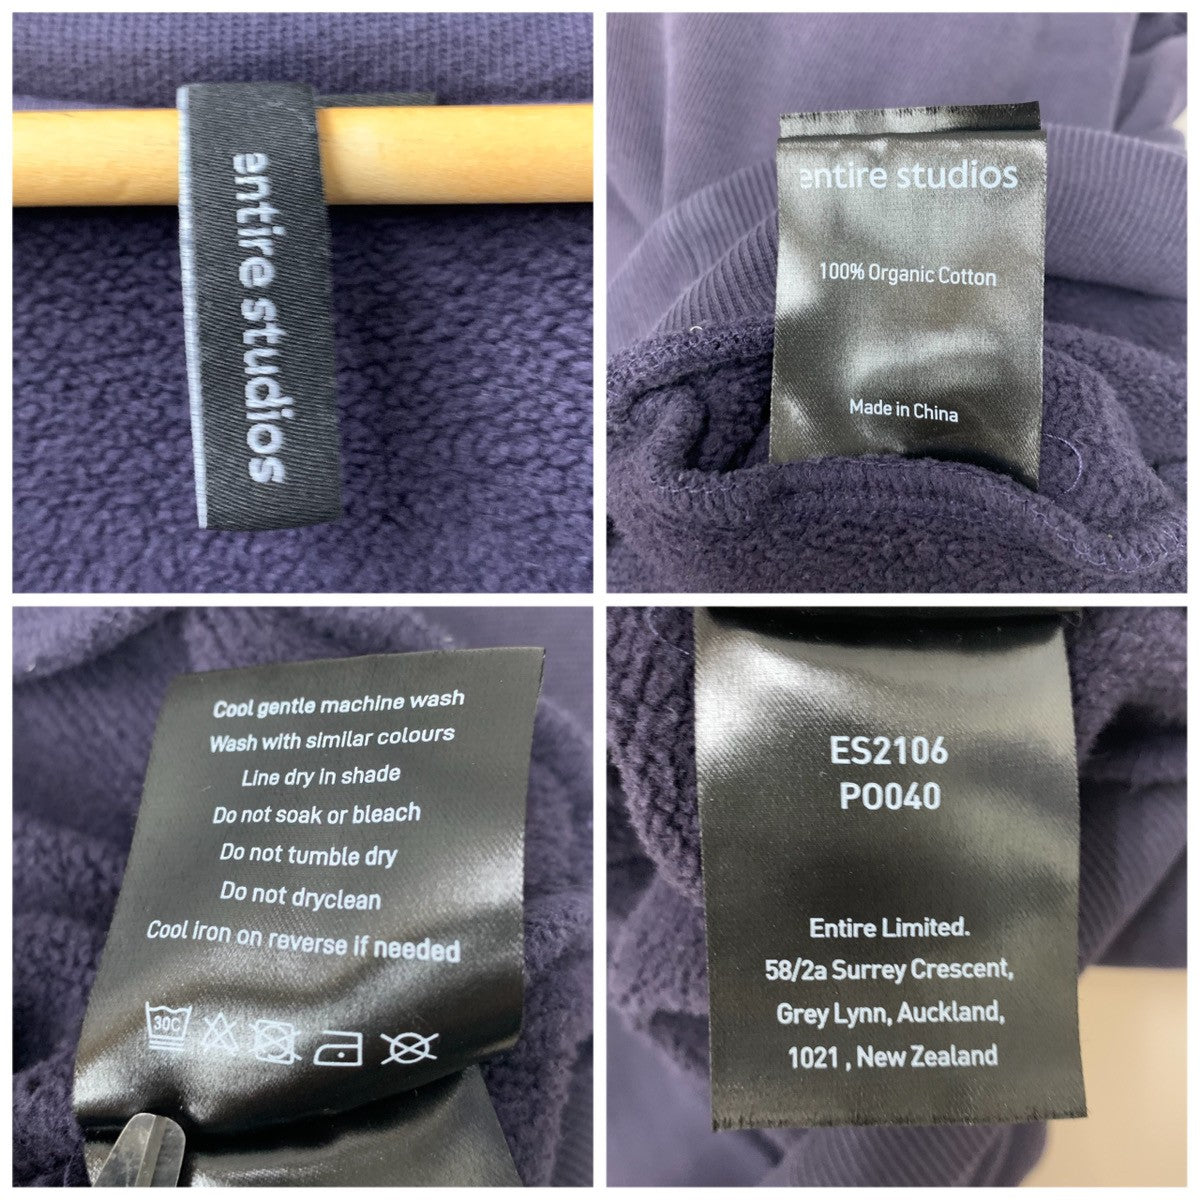 entire studios
entire studios
100% Organic Cotton
Made in China
Cool gentle machine wash
Wash with similar colours
Line dry in shade
Do not soak or bleach
Do not tumble dry
Do not dryclean
Cool iron on reverse if needed
30C
ES2106
PO040
Entire Limited.
58/2a Surrey Crescent,
Grey Lynn, Auckland,
1021 , New Zealand